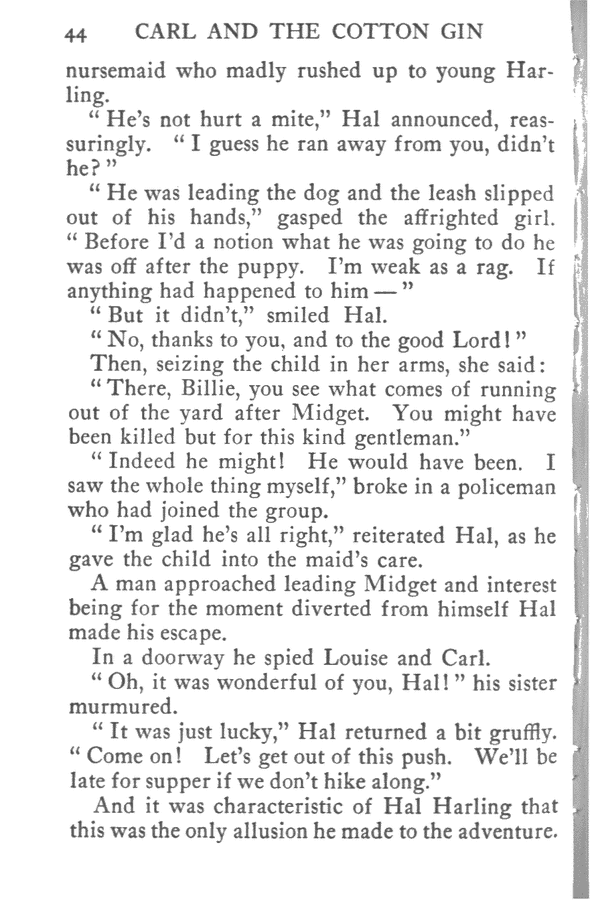 44 CARL AND THE COTTON GIN
nursemaid who madly rushed up to young Har-
ling.
“ He’s not hurt a mite,” Hal announced, reas-
suringly. “ I guess he ran away from you, didn’t
he? ”
“ He was leading the dog and the leash slipped
out of his hands,” gasped the affrighted girl.
“ Before I’d a notion what he was going to do he
was off after the puppy. I’m weak as a rag. If
anything had happened to him — ”
“ But it didn’t,” smiled Hal.
“ No, thanks to you, and to the good Lord! ”
Then, seizing the child in her arms, she said:
“ There, Billie, you see what comes of running
out of the yard after Midget. You might have
been killed but for this kind gentleman.”
“ Indeed he might! He would have been. I
saw the whole thing myself,” broke in a policeman
who had joined the group.
“ I’m glad he’s all right,” reiterated Hal, as he
gave the child into the maid’s care.
A man approached leading Midget and interest
being for the moment diverted from himself Hal
made his escape.
In a doorway he spied Louise and Carl.
“ Oh, it was wonderful of you, Hal! ” his sister
murmured.
“ It was just lucky,” Hal returned a bit gruffly.
“ Come on! Let’s get out of this push. We’ll be
late for supper if we don’t hike along.”
And it was characteristic of Hal Harling that
this was the only allusion he made to the adventure.